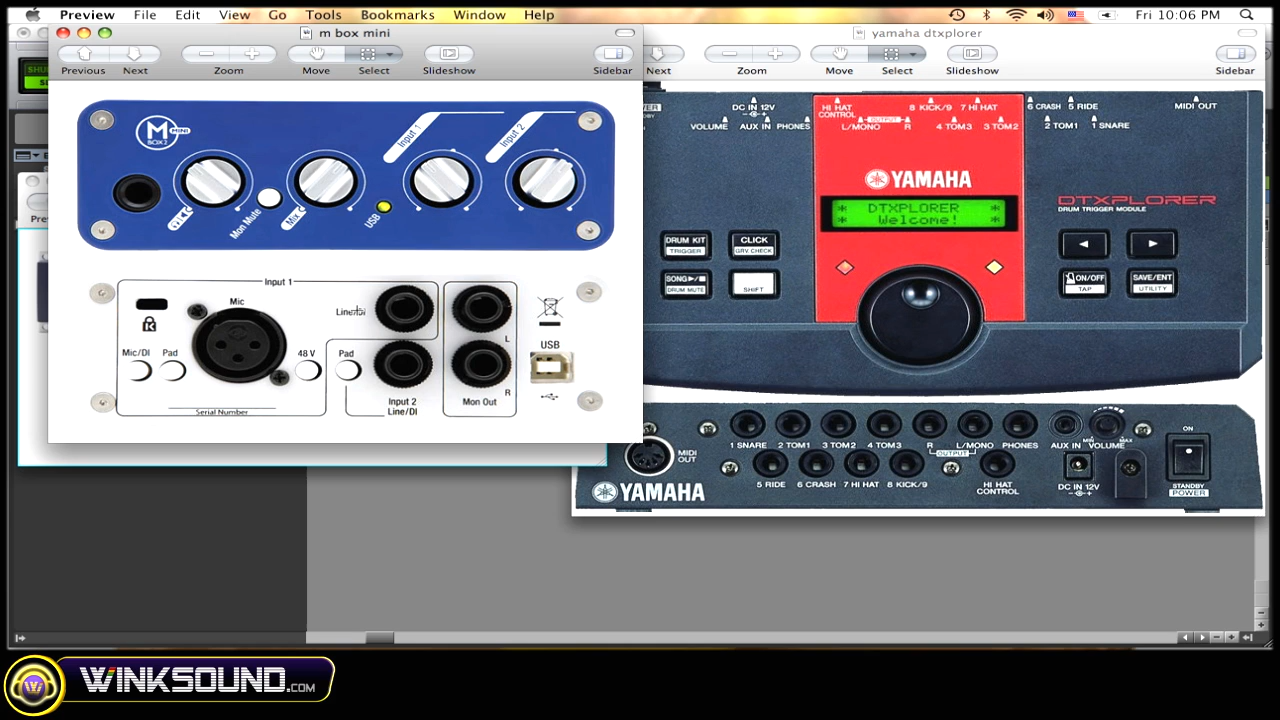 Preview File Edit View Go Tools Bookmarks Window Help Fri 10:06 PM
m box mini
Previous Next Zoom Move Select Slideshow Sidebar
yamaha dtxplorer
Next Zoom Move Select Slideshow Sidebar
M
MINI
BOX 2
Mon Mute
Mix
USB
Input 1
Input 2
Input 1
Mic
Mic/DI
Pad
48 V
Pad
Serial Number
Input 2
Line/DI
L
R
Mon Out
USB
DC IN 12V
VOLUME AUX IN PHONES
HI HAT
CONTROL
8 KICK/9 7 HI HAT
L/MONO OUTPUT R 4 TOM3 3 TOM2
6 CRASH 5 RIDE
2 TOM1 1 SNARE
MIDI OUT
YAMAHA
DTXPLORER
DRUM TRIGGER MODULE
* DTXPLORER *
* Welcome! *
DRUM KIT
TRIGGER
CLICK
GRV CHECK
SONG
DRUM MUTE
SHIFT
ON/OFF
TAP
SAVE/ENT
UTILITY
1 SNARE 2 TOM1 3 TOM2 4 TOM3 R L/MONO PHONES AUX IN VOLUME
MIN
MAX
OUTPUT
MIDI
OUT
5 RIDE 6 CRASH 7 HI HAT 8 KICK/9
HI HAT
CONTROL
DC IN 12V
ON
STANDBY
POWER
YAMAHA
WINKSOUND.COM